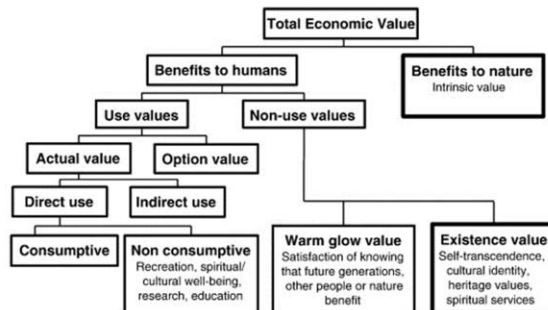 Total Economic Value
Benefits to humans
Benefits to nature
Intrinsic value
Use values
Non-use values
Actual value
Option value
Direct use
Indirect use
Consumptive
Non consumptive
Recreation, spiritual/
cultural well-being,
research, education
Warm glow value
Satisfaction of knowing
that future generations,
other people or nature
benefit
Existence value
Self-transcendence,
cultural identity,
heritage values,
spiritual services